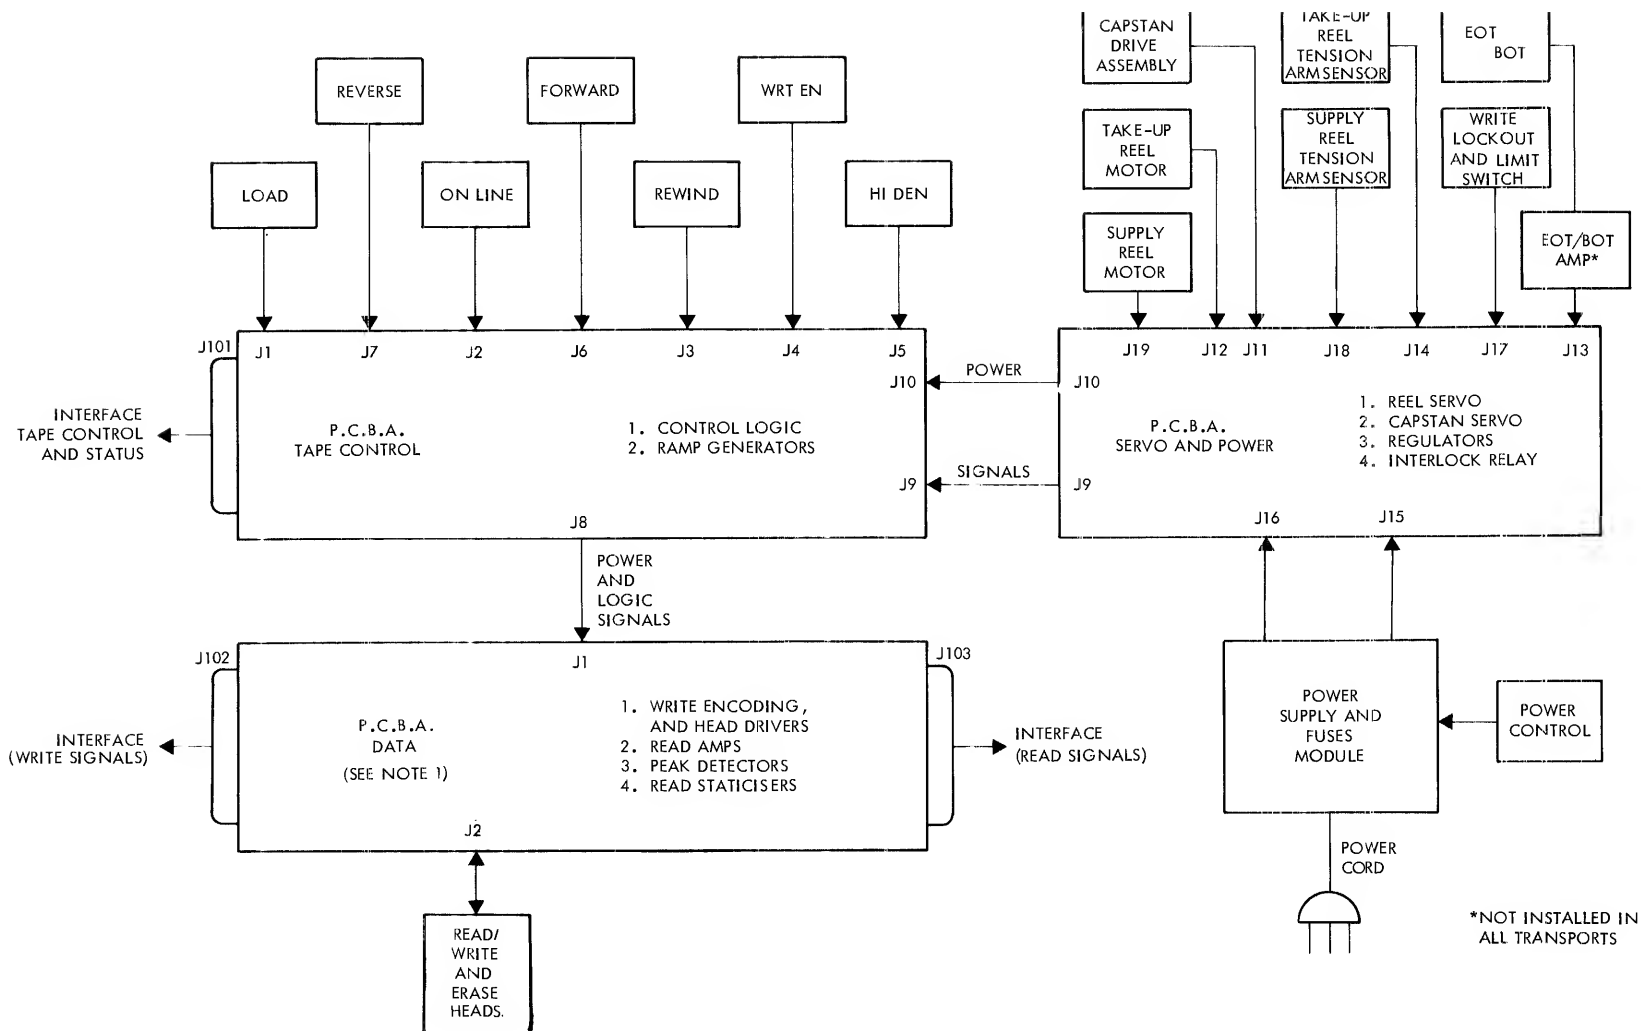 CAPSTAN
DRIVE
ASSEMBLY
TAKE-UP
REEL
TENSION
ARM SENSOR
EOT
BOT
REVERSE
FORWARD
WRT EN
TAKE-UP
REEL
MOTOR
SUPPLY
REEL
TENSION
ARM SENSOR
WRITE
LOCKOUT
AND LIMIT
SWITCH
LOAD
ON LINE
REWIND
HI DEN
SUPPLY
REEL
MOTOR
EOT/BOT
AMP*
J101
J1
J7
J2
J6
J3
J4
J5
J10
J9
J8
INTERFACE
TAPE CONTROL
AND STATUS
P.C.B.A.
TAPE CONTROL
1. CONTROL LOGIC
2. RAMP GENERATORS
POWER
SIGNALS
J19
J12
J11
J18
J14
J17
J13
J10
J9
P.C.B.A.
SERVO AND POWER
1. REEL SERVO
2. CAPSTAN SERVO
3. REGULATORS
4. INTERLOCK RELAY
J16
J15
POWER
AND
LOGIC
SIGNALS
J102
J1
J103
INTERFACE
(WRITE SIGNALS)
P.C.B.A.
DATA
(SEE NOTE 1)
1. WRITE ENCODING,
AND HEAD DRIVERS
2. READ AMPS
3. PEAK DETECTORS
4. READ STATICISERS
J2
INTERFACE
(READ SIGNALS)
POWER
SUPPLY AND
FUSES
MODULE
POWER
CONTROL
POWER
CORD
READ/
WRITE
AND
ERASE
HEADS.
*NOT INSTALLED IN
ALL TRANSPORTS